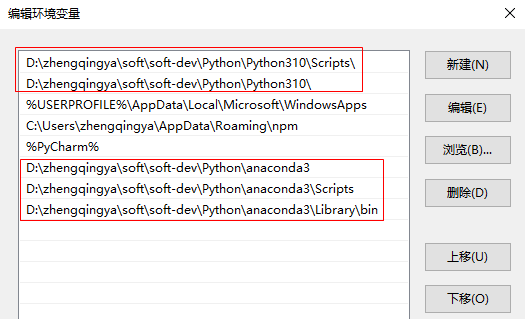 编辑环境变量
D:\zhengqingya\soft\soft-dev\Python\Python310\Scripts\
D:\zhengqingya\soft\soft-dev\Python\Python310\
%USERPROFILE%\AppData\Local\Microsoft\WindowsApps
C:\Users\zhengqingya\AppData\Roaming\npm
%PyCharm%
D:\zhengqingya\soft\soft-dev\Python\anaconda3
D:\zhengqingya\soft\soft-dev\Python\anaconda3\Scripts
D:\zhengqingya\soft\soft-dev\Python\anaconda3\Library\bin
新建(N)
编辑(E)
浏览(B)...
删除(D)
上移(U)
下移(O)